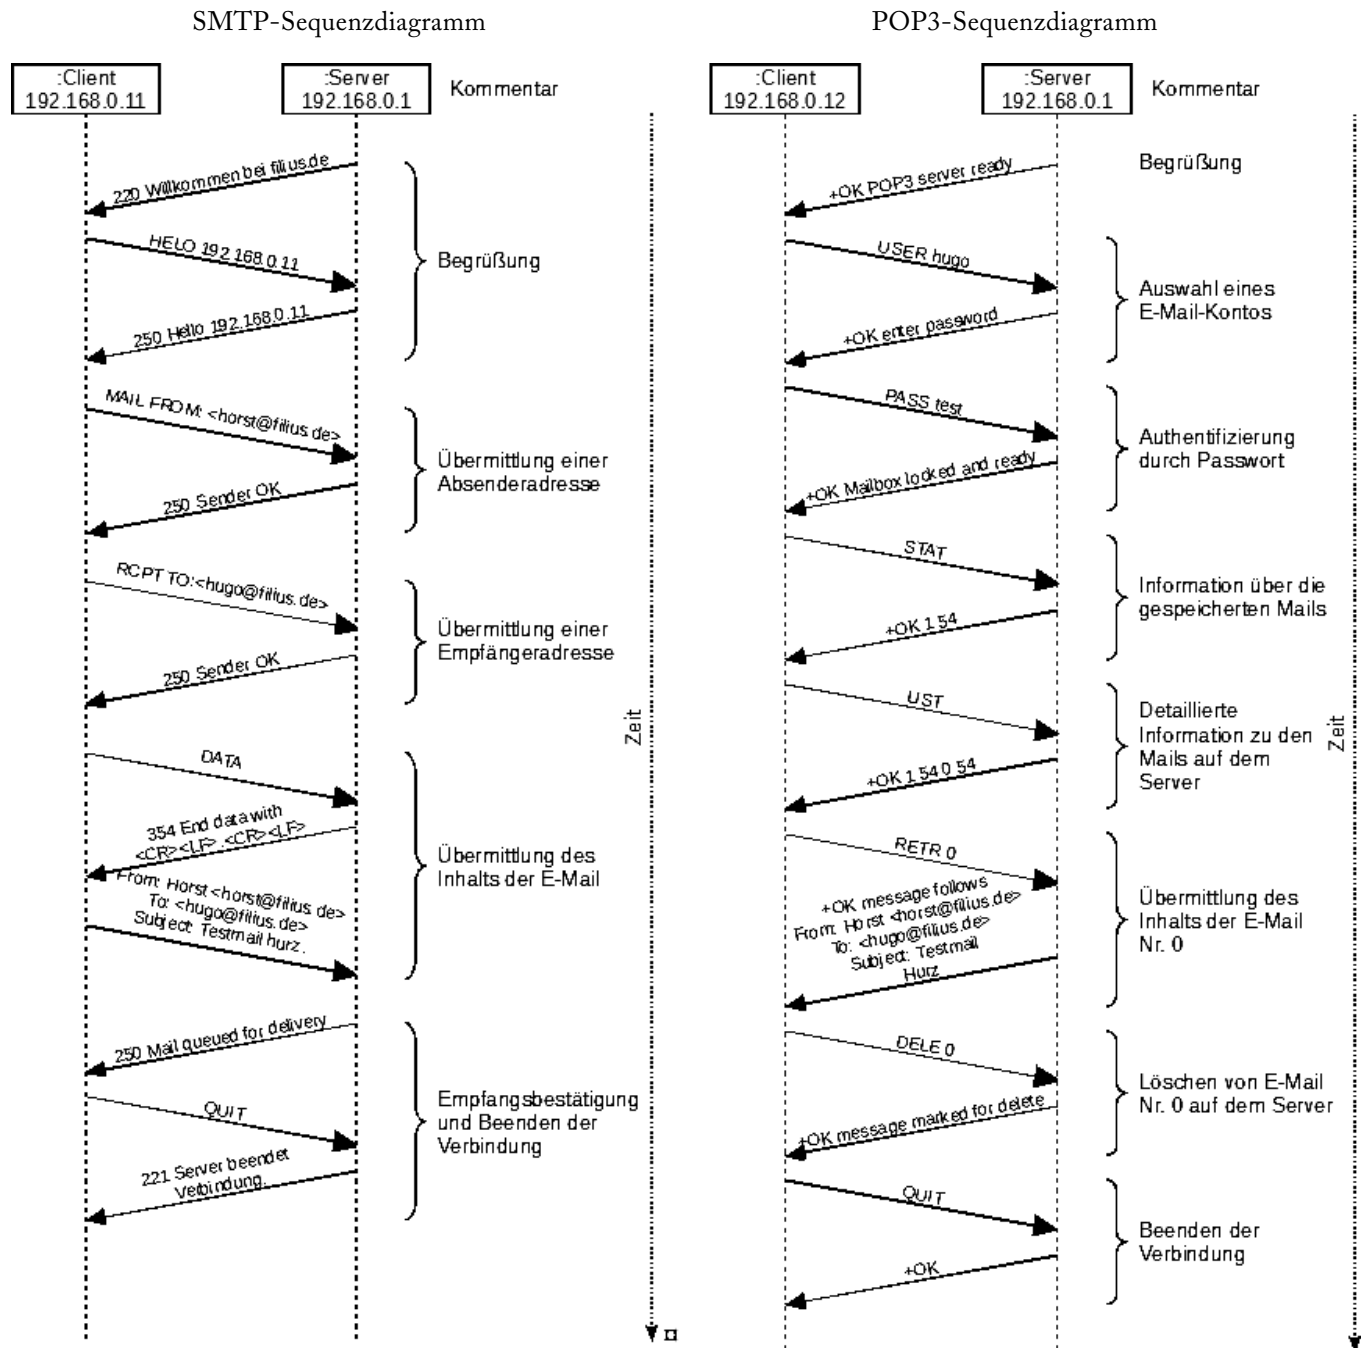 SMTP-Sequenzdiagramm
:Client
192.168.0.11
:Server
192.168.0.1
Kommentar
220 Willkommen bei filius.de
HELO 192.168.0.11
250 Hello 192.168.0.11
Begrüßung
MAIL FROM: <horst@filius.de>
250 Sender OK
Übermittlung einer
Absenderadresse
RCPT TO:<hugo@filius.de>
250 Sender OK
Übermittlung einer
Empfängeradresse
DATA
354 End data with
<CR><LF>.<CR><LF>
From: Horst <horst@filius.de>
To: <hugo@filius.de>
Subject: Testmail hurz.
Übermittlung des
Inhalts der E-Mail
250 Mail queued for delivery
QUIT
221 Server beendet
Verbindung.
Empfangsbestätigung
und Beenden der
Verbindung
Zeit
POP3-Sequenzdiagramm
:Client
192.168.0.12
:Server
192.168.0.1
Kommentar
+OK POP3 server ready
Begrüßung
USER hugo
+OK enter password
Auswahl eines
E-Mail-Kontos
PASS test
+OK Mailbox locked and ready
Authentifizierung
durch Passwort
STAT
+OK 1 54
Information über die
gespeicherten Mails
LIST
+OK 1 54 0 54
Detaillierte
Information zu den
Mails auf dem
Server
RETR 0
+OK message follows
From: Horst <horst@filius.de>
To: <hugo@filius.de>
Subject: Testmail
Hurz
Übermittlung des
Inhalts der E-Mail
Nr. 0
DELE 0
+OK message marked for delete
Löschen von E-Mail
Nr. 0 auf dem Server
QUIT
+OK
Beenden der
Verbindung
Zeit